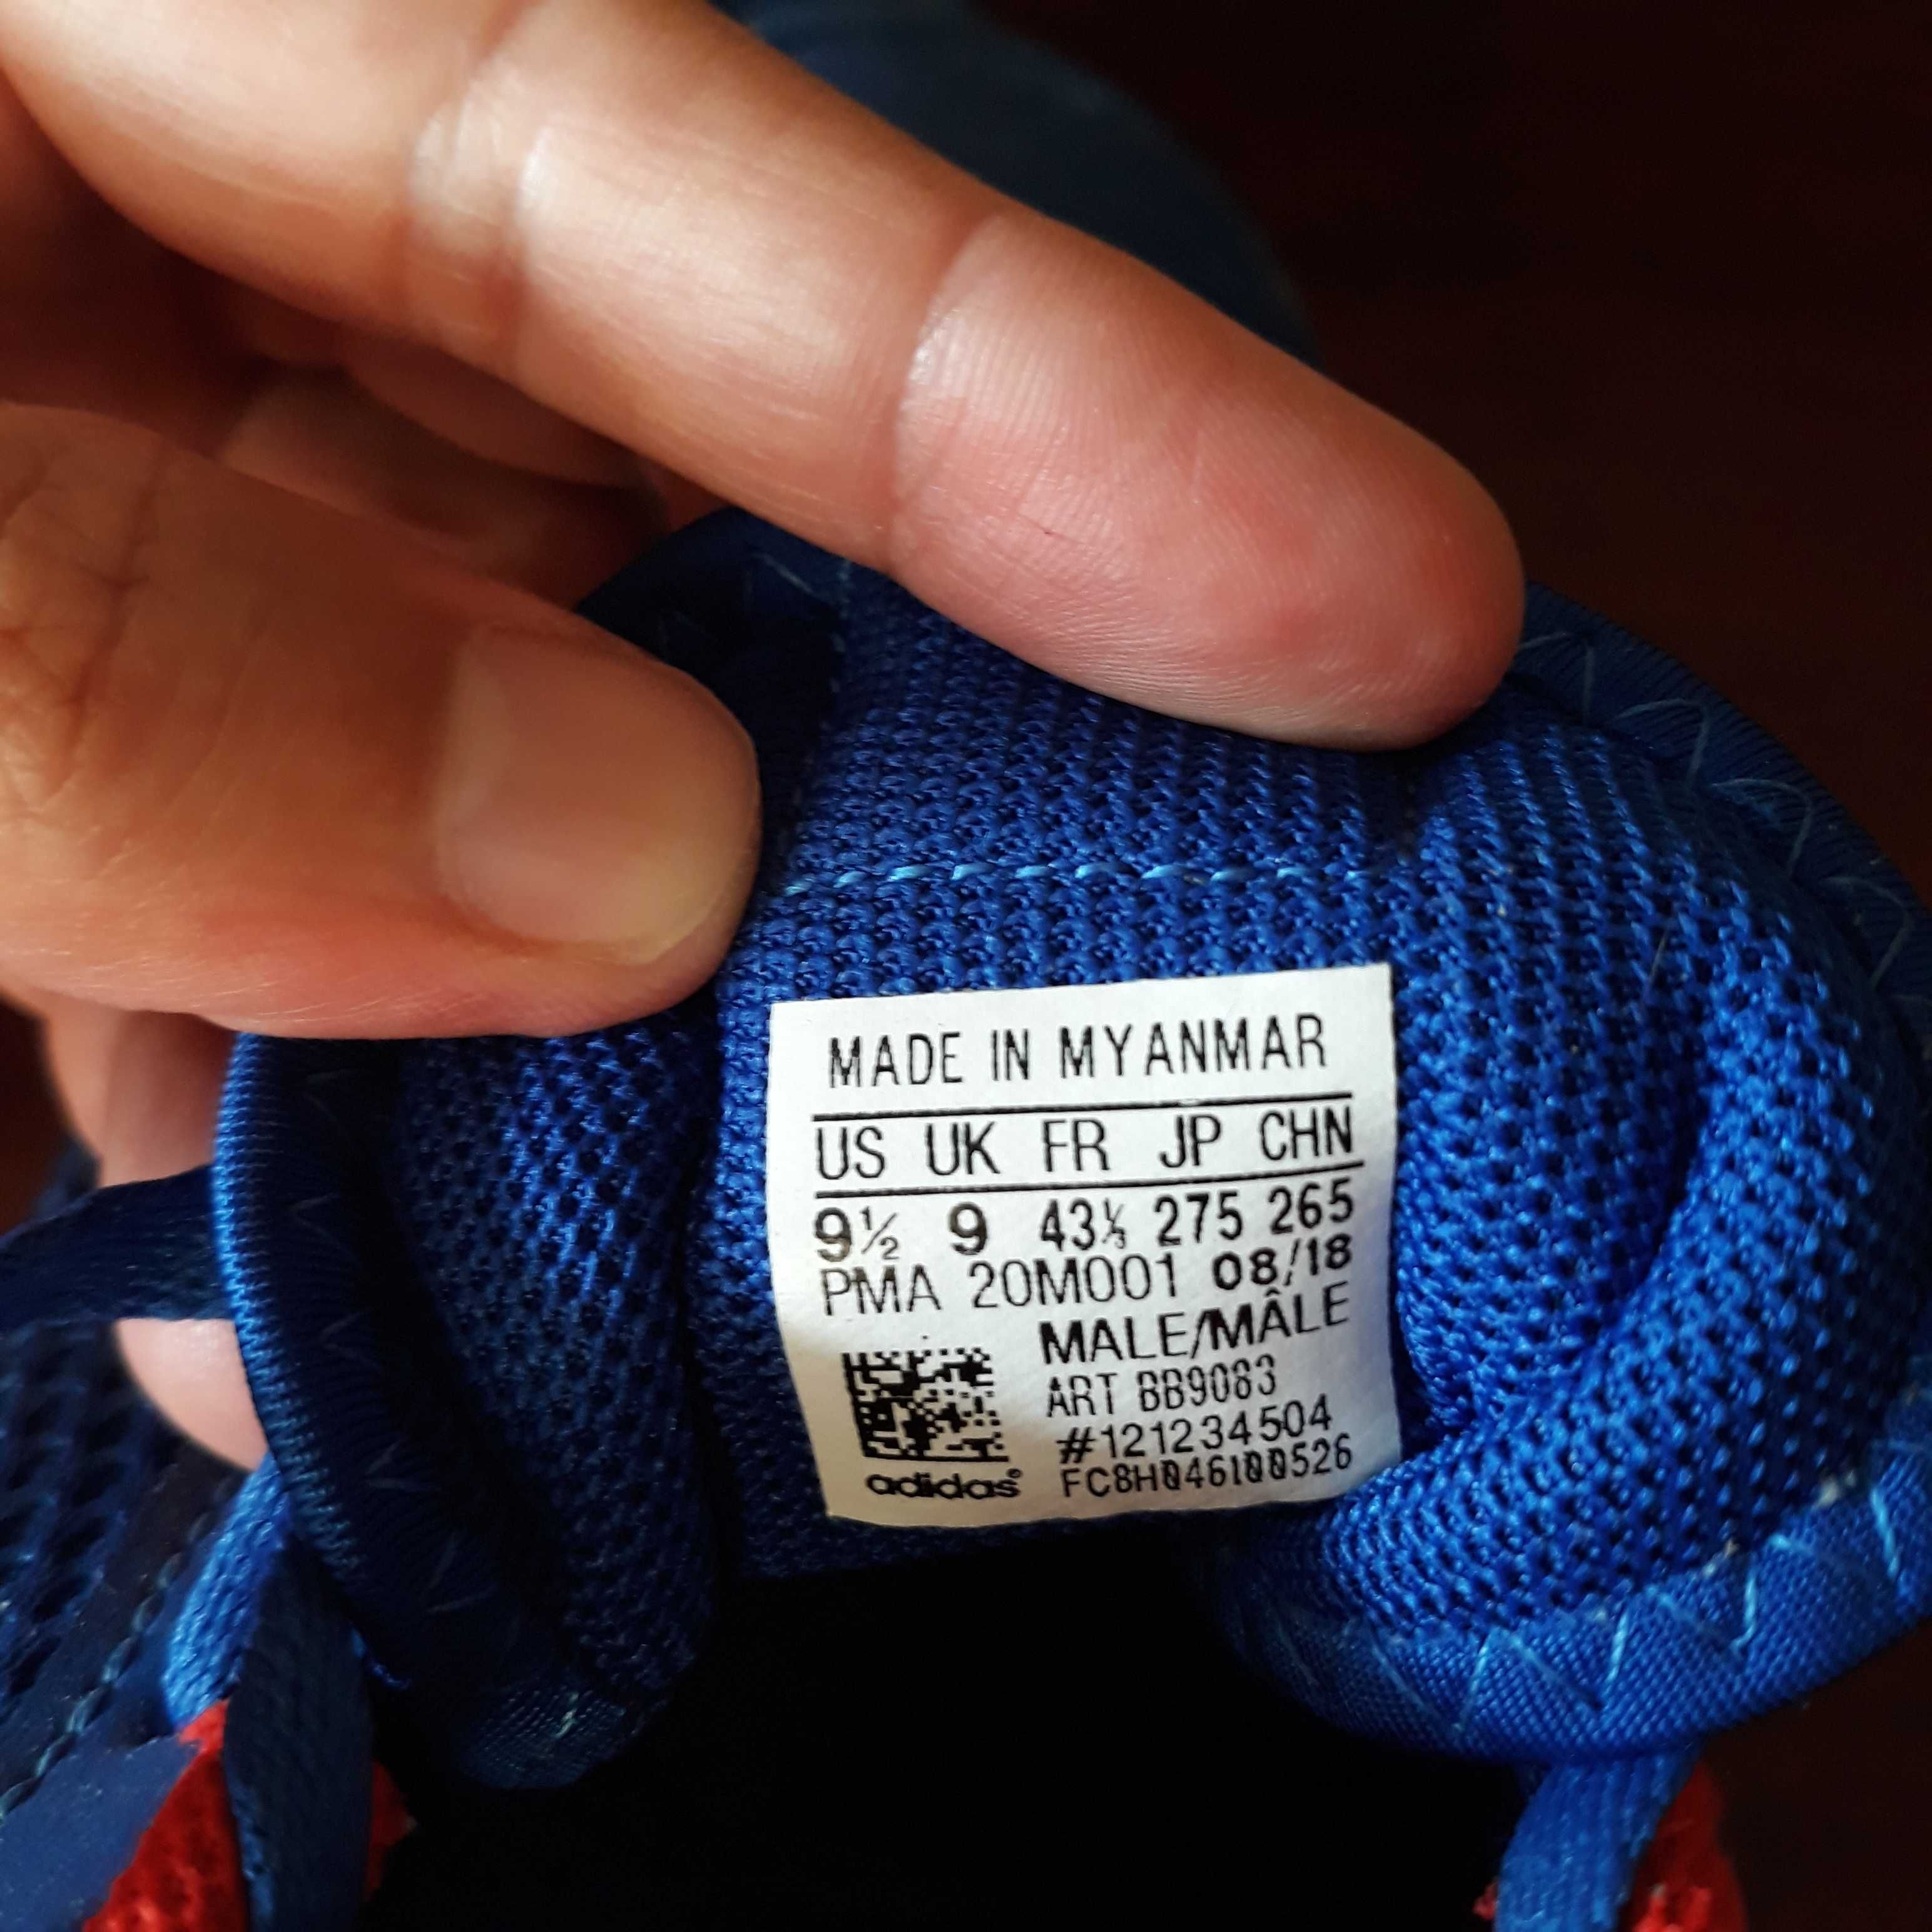 MADE IN MYANMAR
US UK FR JP CHN
9½ 9 43⅓ 275 265
PMA 20M001 08/18
MALE/MÂLE
ART BB9083
#121234504
FC8H046100526
adidas®